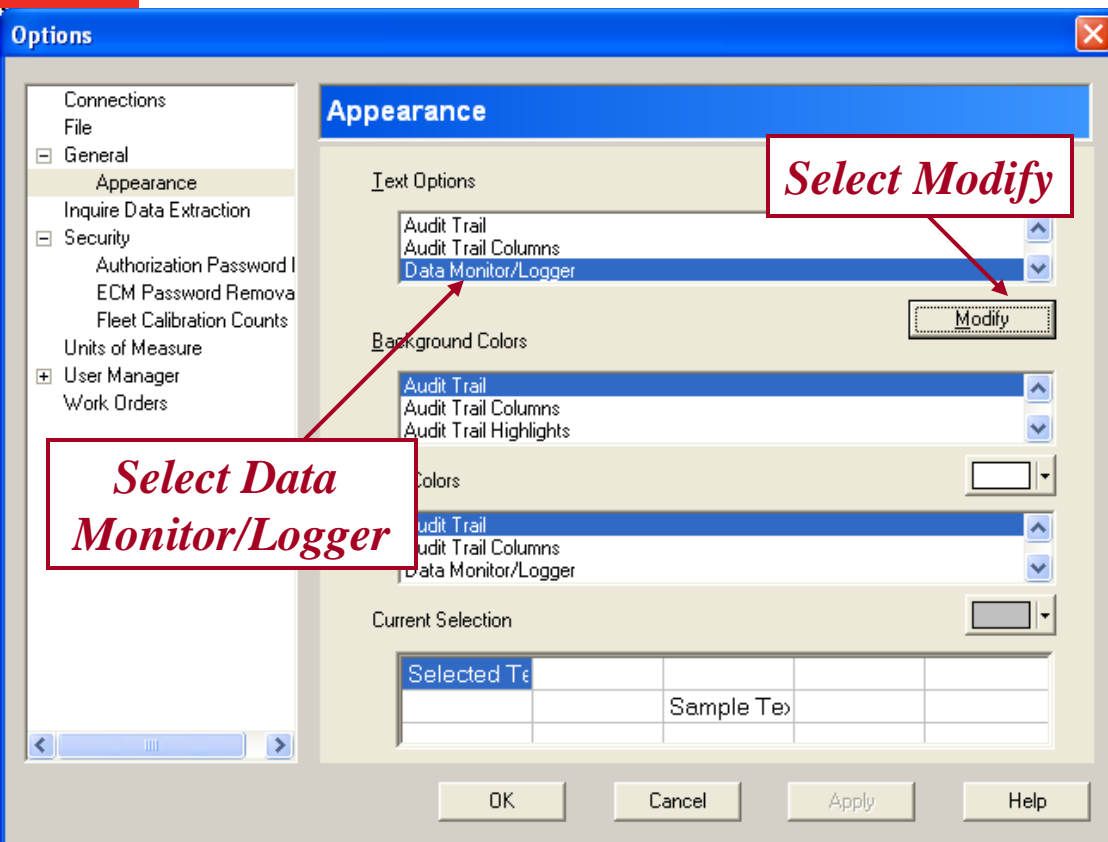 Options
Connections
File
General
Appearance
Inquire Data Extraction
Security
Authorization Password I
ECM Password Remova
Fleet Calibration Counts
Units of Measure
User Manager
Work Orders
Appearance
Text Options
Select Modify
Audit Trail
Audit Trail Columns
Data Monitor/Logger
Modify
Background Colors
Audit Trail
Audit Trail Columns
Audit Trail Highlights
Select Data
Monitor/Logger
Colors
Audit Trail
Audit Trail Columns
Data Monitor/Logger
Current Selection
Selected Te
Sample Tex
OK
Cancel
Apply
Help